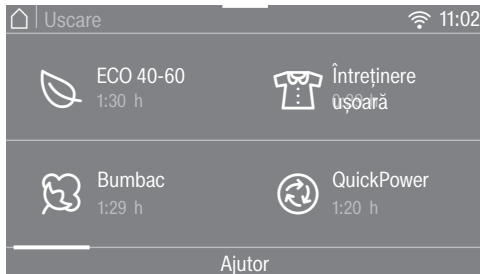 Uscare
11:02
ECO 40-60
1:30 h
Întreținere
ușoară
Bumbac
1:29 h
QuickPower
1:20 h
Ajutor